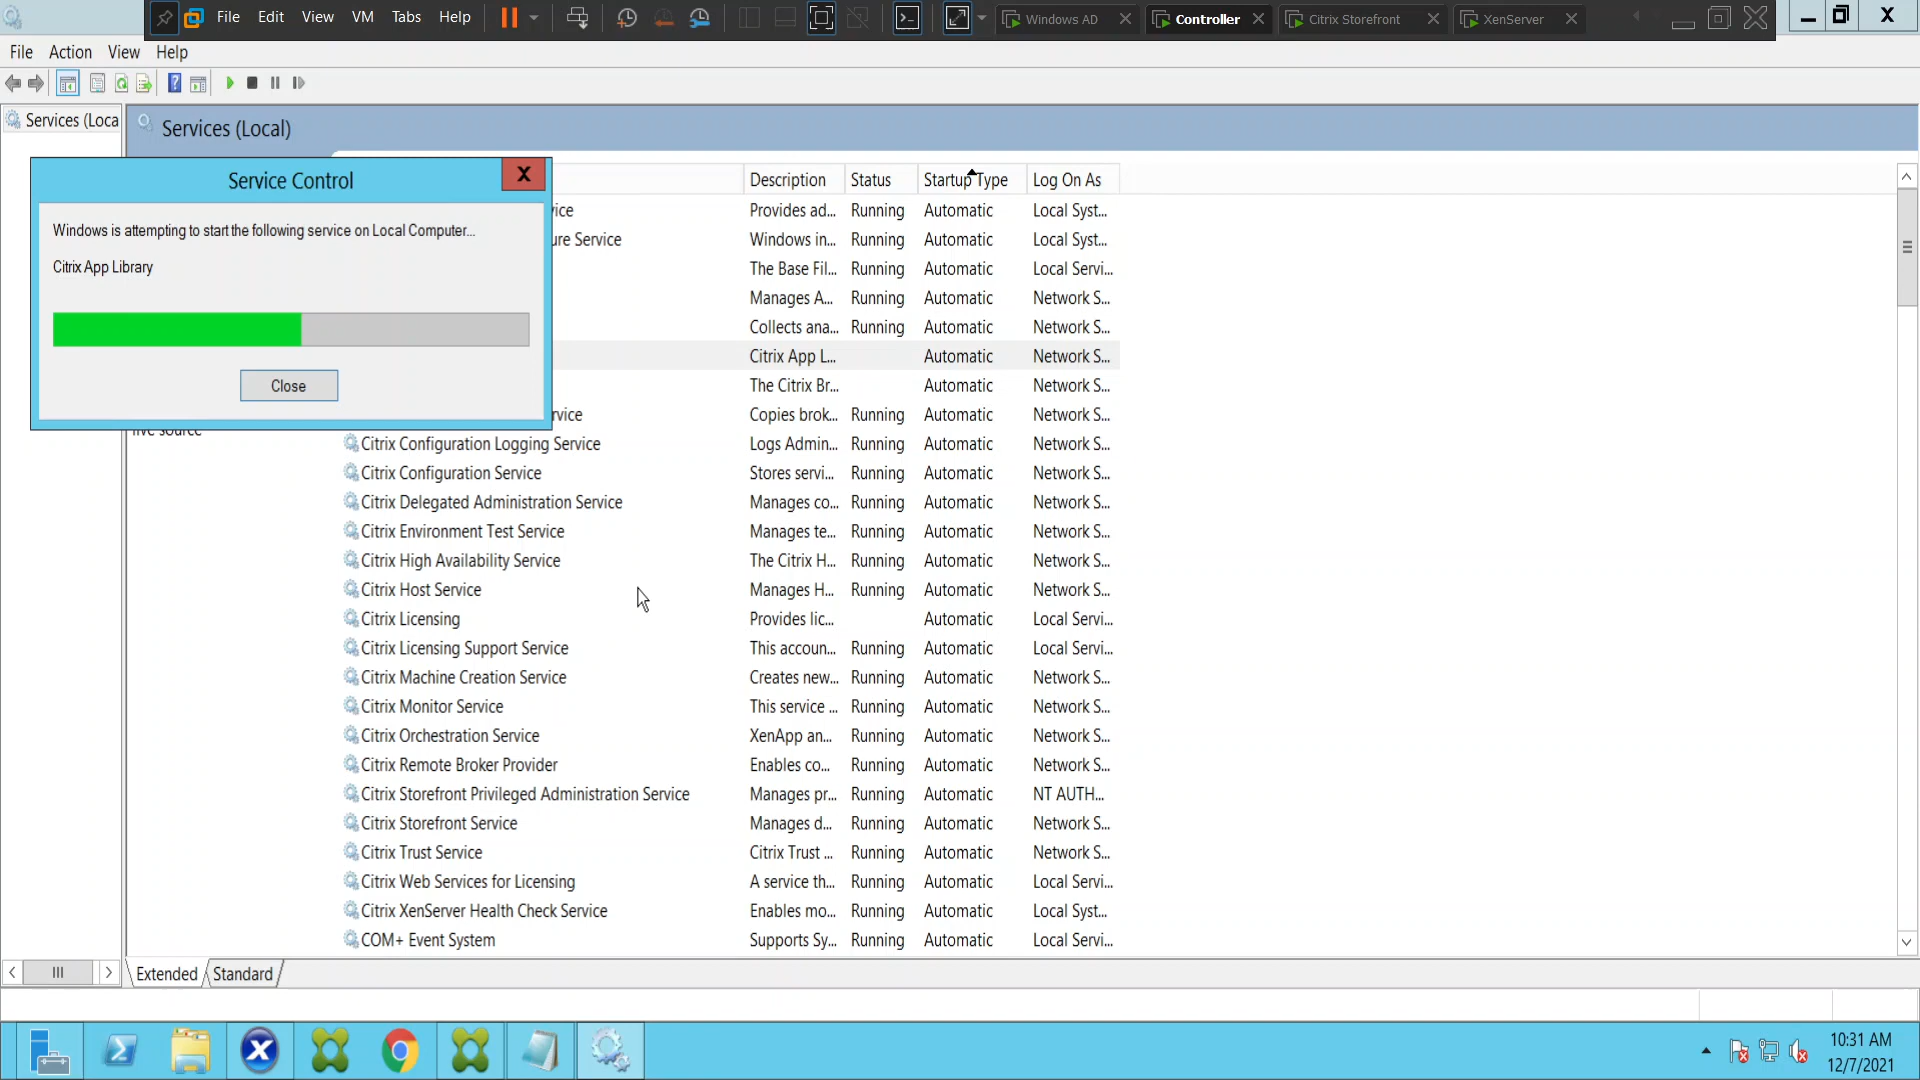 File Edit View VM Tabs Help
Windows AD
Controller
Citrix Storefront
XenServer
File Action View Help
Services (Loca
Services (Local)
Service Control
Windows is attempting to start the following service on Local Computer...
Citrix App Library
Close
Description Status Startup Type Log On As
ice Provides ad... Running Automatic Local Syst...
ure Service Windows in... Running Automatic Local Syst...
The Base Fil... Running Automatic Local Servi...
Manages A... Running Automatic Network S...
Collects ana... Running Automatic Network S...
Citrix App L... Automatic Network S...
The Citrix Br... Automatic Network S...
rvice Copies brok... Running Automatic Network S...
live source
Citrix Configuration Logging Service Logs Admin... Running Automatic Network S...
Citrix Configuration Service Stores servi... Running Automatic Network S...
Citrix Delegated Administration Service Manages co... Running Automatic Network S...
Citrix Environment Test Service Manages te... Running Automatic Network S...
Citrix High Availability Service The Citrix H... Running Automatic Network S...
Citrix Host Service Manages H... Running Automatic Network S...
Citrix Licensing Provides lic... Automatic Local Servi...
Citrix Licensing Support Service This accoun... Running Automatic Local Servi...
Citrix Machine Creation Service Creates new... Running Automatic Network S...
Citrix Monitor Service This service ... Running Automatic Network S...
Citrix Orchestration Service XenApp an... Running Automatic Network S...
Citrix Remote Broker Provider Enables co... Running Automatic Network S...
Citrix Storefront Privileged Administration Service Manages pr... Running Automatic NT AUTH...
Citrix Storefront Service Manages d... Running Automatic Network S...
Citrix Trust Service Citrix Trust ... Running Automatic Network S...
Citrix Web Services for Licensing A service th... Running Automatic Local Servi...
Citrix XenServer Health Check Service Enables mo... Running Automatic Local Syst...
COM+ Event System Supports Sy... Running Automatic Local Servi...
Extended Standard
10:31 AM
12/7/2021